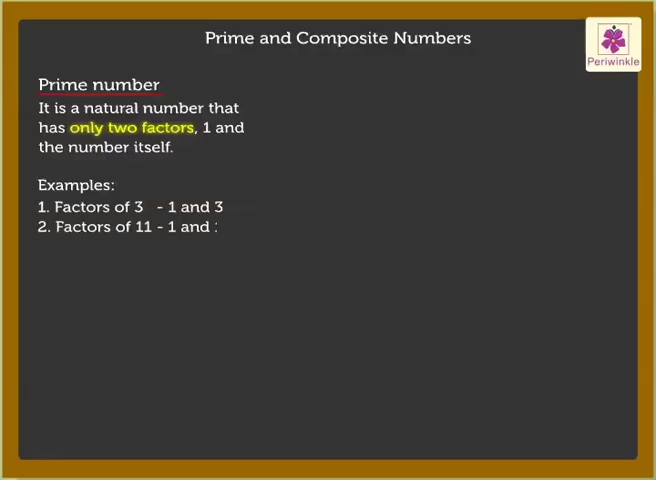 Prime and Composite Numbers
Periwinkle
Prime number
It is a natural number that
has only two factors, 1 and
the number itself.
Examples:
1. Factors of 3 - 1 and 3
2. Factors of 11 - 1 and